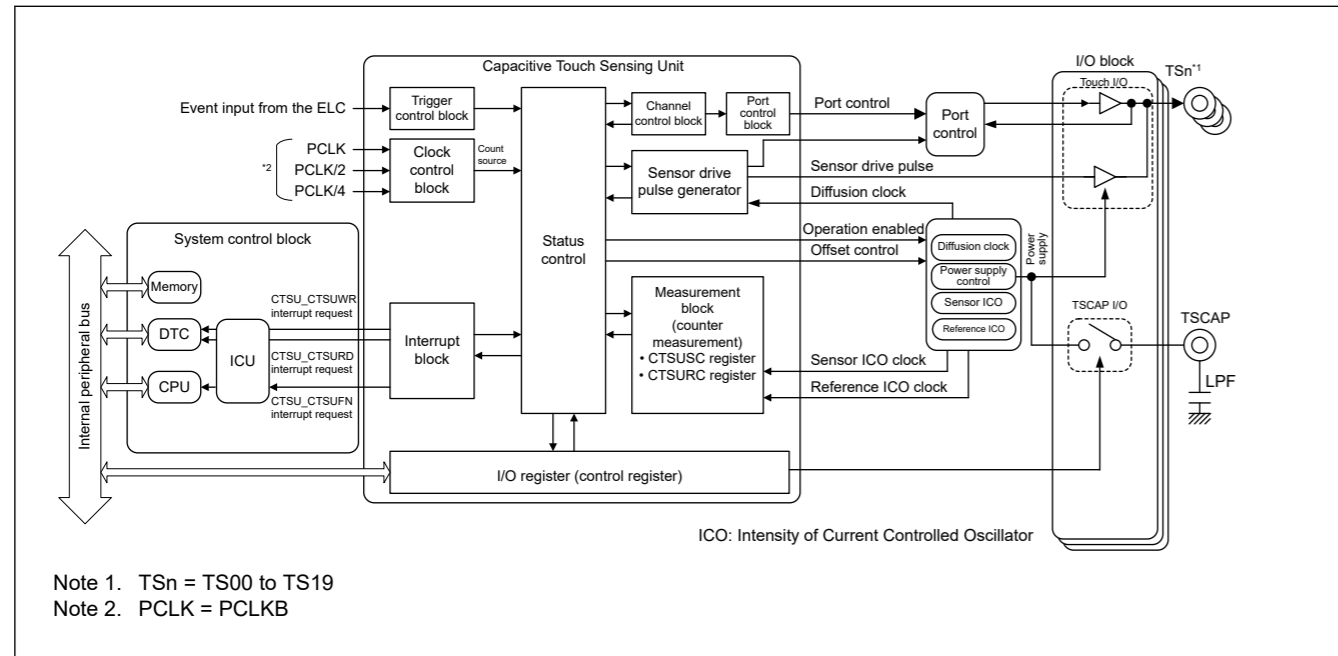 Capacitive Touch Sensing Unit
I/O block
TSn*1
Touch I/O
Event input from the ELC
Trigger
control block
Channel
control block
Port
control
block
Port control
Port
control
*2
PCLK
PCLK/2
PCLK/4
Clock
control
block
Count
source
Sensor drive
pulse generator
Sensor drive pulse
Diffusion clock
System control block
Status
control
Operation enabled
Offset control
Diffusion clock
Power supply
control
Sensor ICO
Reference ICO
Power
supply
Internal peripheral bus
Memory
DTC
CPU
ICU
CTSU_CTSUWR
interrupt request
CTSU_CTSURD
interrupt request
CTSU_CTSUFN
interrupt request
Interrupt
block
Measurement
block
(counter
measurement)
• CTSUSC register
• CTSURC register
Sensor ICO clock
Reference ICO clock
TSCAP I/O
TSCAP
LPF
I/O register (control register)
ICO: Intensity of Current Controlled Oscillator
Note 1. TSn = TS00 to TS19
Note 2. PCLK = PCLKB